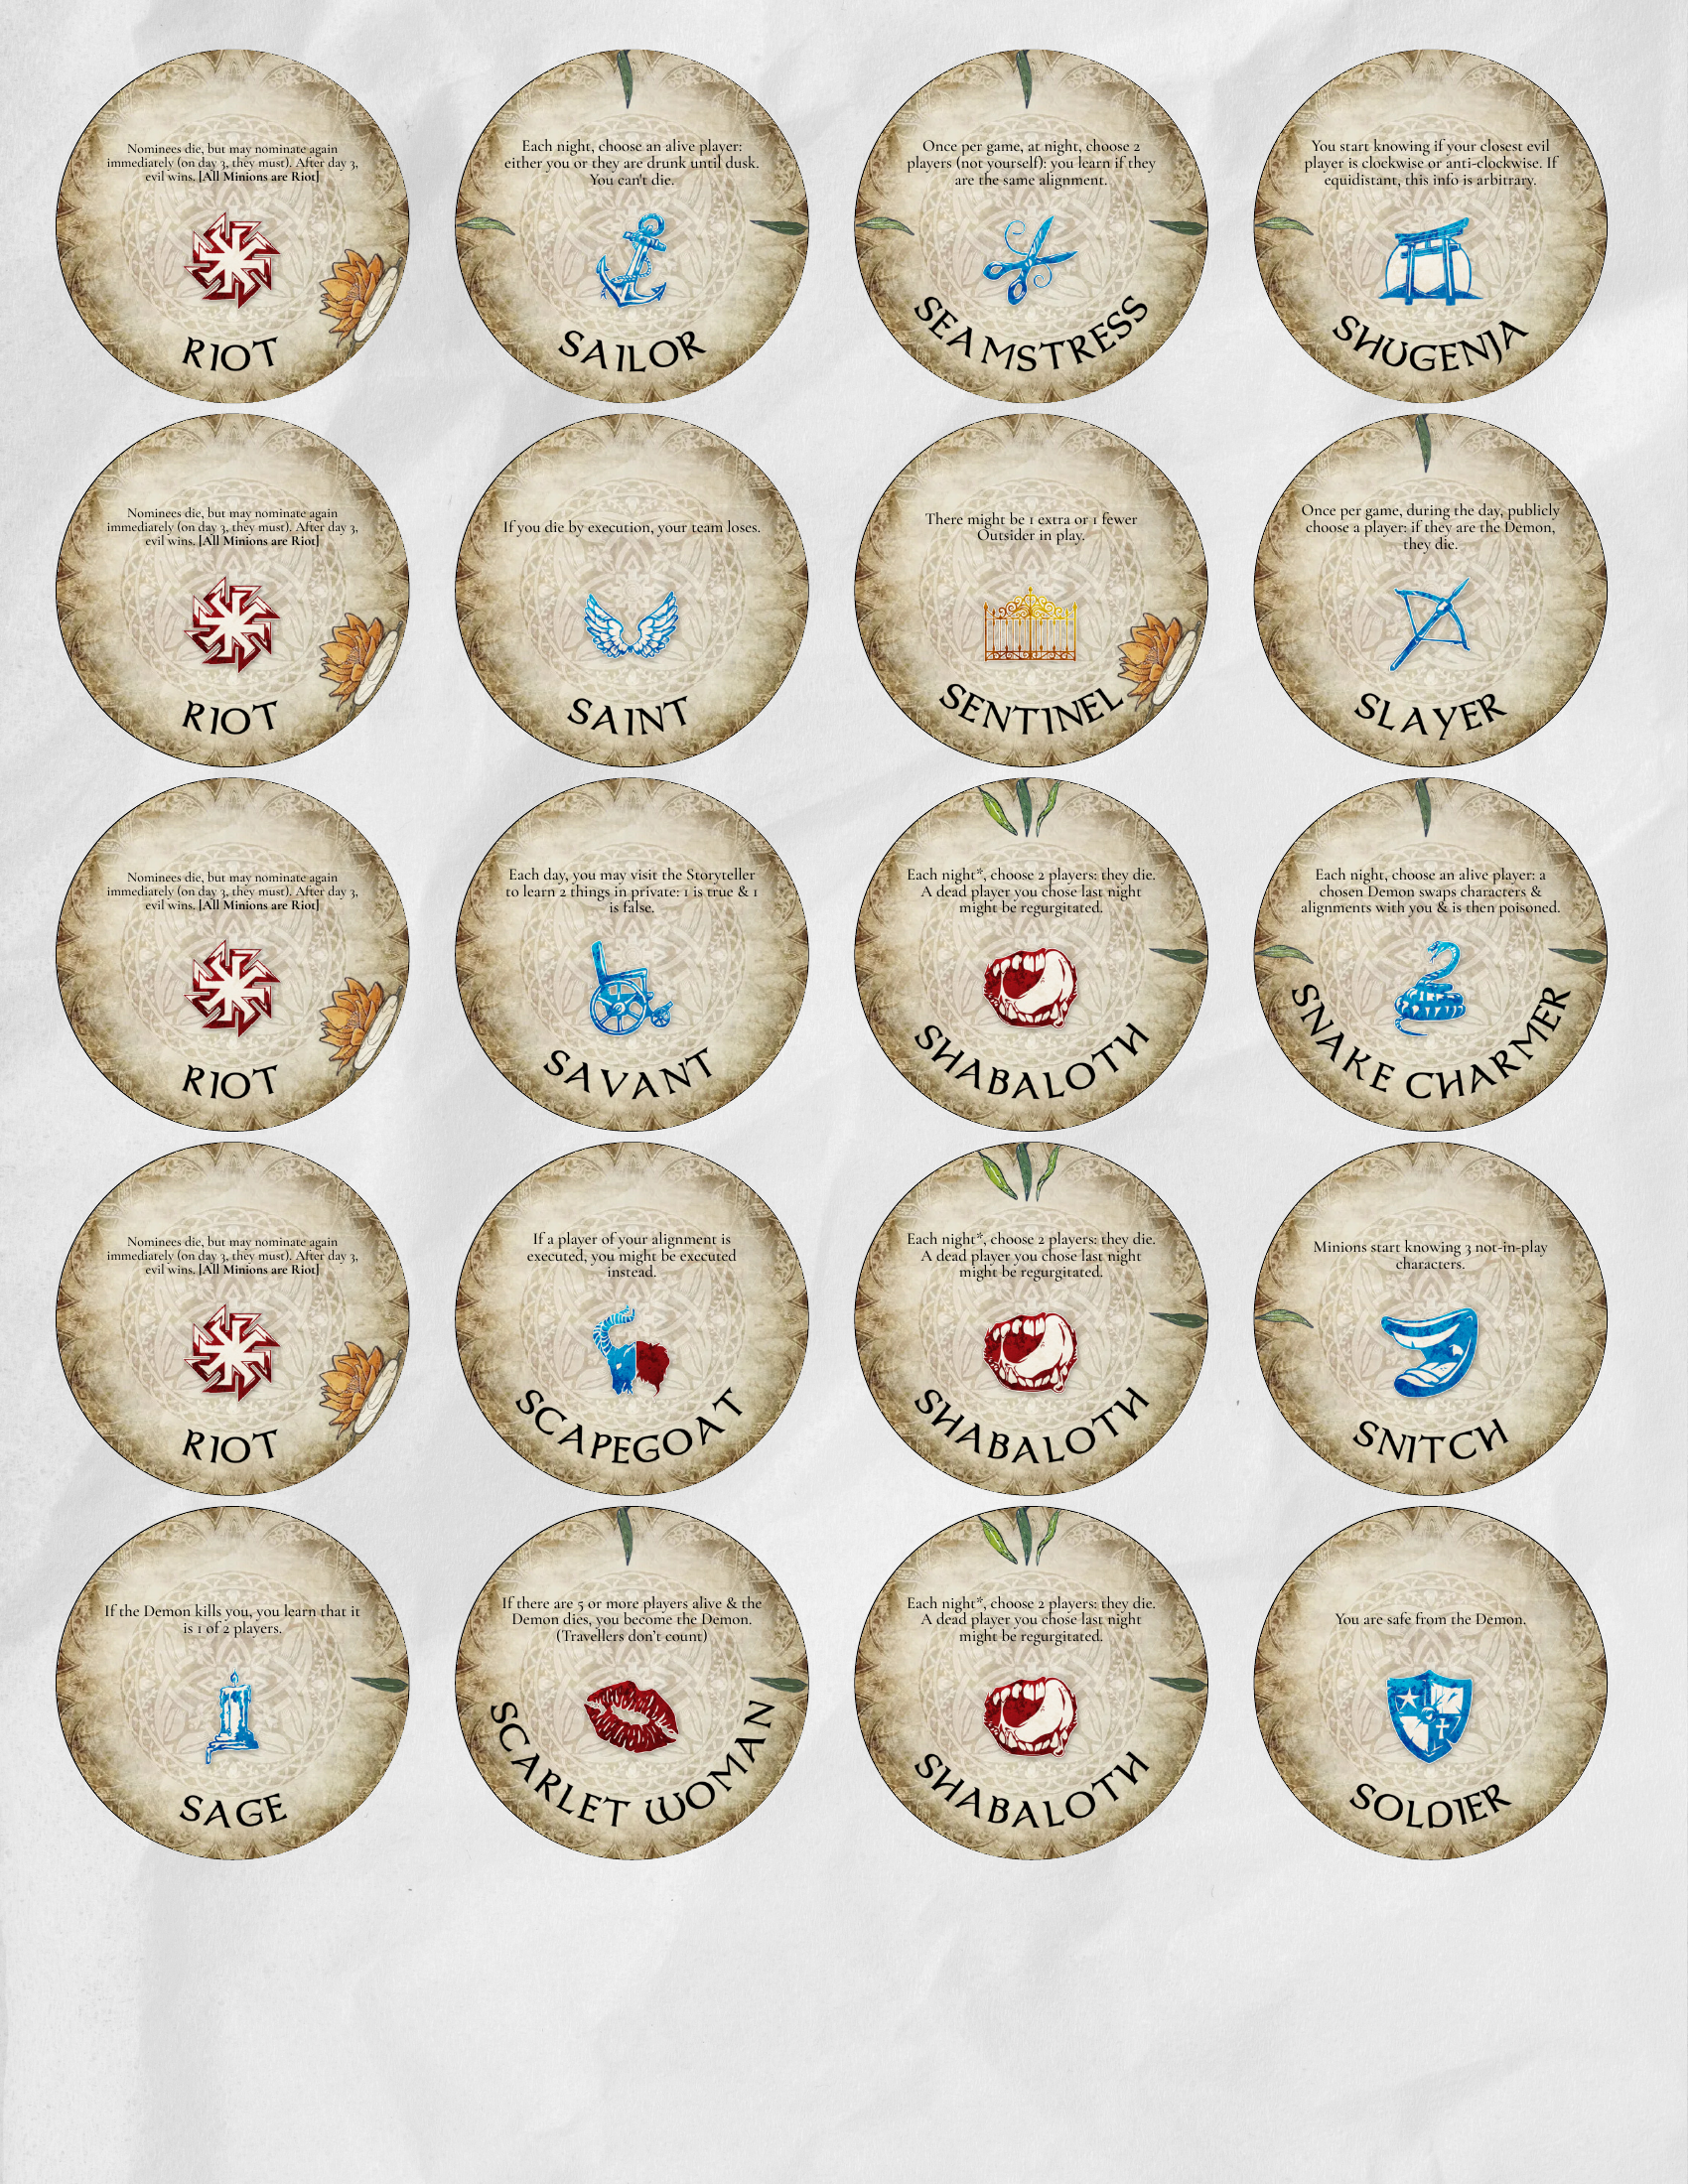 Nominees die, but may nominate again
immediately (on day 3, they must). After day 3,
evil wins. [All Minions are Riot]
RIOT
Each night, choose an alive player:
either you or they are drunk until dusk.
You can't die.
SAILOR
Once per game, at night, choose 2
players (not yourself): you learn if they
are the same alignment.
SEAMSTRESS
You start knowing if your closest evil
player is clockwise or anti-clockwise. If
equidistant, this info is arbitrary.
SHUGENJA
Nominees die, but may nominate again
immediately (on day 3, they must). After day 3,
evil wins. [All Minions are Riot]
RIOT
If you die by execution, your team loses.
SAINT
There might be 1 extra or 1 fewer
Outsider in play.
SENTINEL
Once per game, during the day, publicly
choose a player: if they are the Demon,
they die.
SLAYER
Nominees die, but may nominate again
immediately (on day 3, they must). After day 3,
evil wins. [All Minions are Riot]
RIOT
Each day, you may visit the Storyteller
to learn 2 things in private: 1 is true & 1
is false.
SAVANT
Each night*, choose 2 players: they die.
A dead player you chose last night
might be regurgitated.
SHABALOTH
Each night, choose an alive player: a
chosen Demon swaps characters &
alignments with you & is then poisoned.
SNAKE CHARMER
Nominees die, but may nominate again
immediately (on day 3, they must). After day 3,
evil wins. [All Minions are Riot]
RIOT
If a player of your alignment is
executed, you might be executed
instead.
SCAPEGOAT
Each night*, choose 2 players: they die.
A dead player you chose last night
might be regurgitated.
SHABALOTH
Minions start knowing 3 not-in-play
characters.
SNITCH
If the Demon kills you, you learn that it
is 1 of 2 players.
SAGE
If there are 5 or more players alive & the
Demon dies, you become the Demon.
(Travellers don't count)
SCARLET WOMAN
Each night*, choose 2 players: they die.
A dead player you chose last night
might be regurgitated.
SHABALOTH
You are safe from the Demon.
SOLDIER